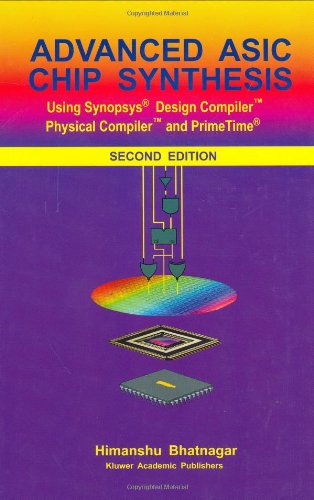 ADVANCED ASIC
CHIP SYNTHESIS
Using Synopsys® Design Compiler™
Physical Compiler™ and PrimeTime®
SECOND EDITION
Himanshu Bhatnagar
Kluwer Academic Publishers